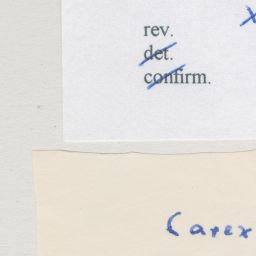 rev.
det.
confirm.
Carex